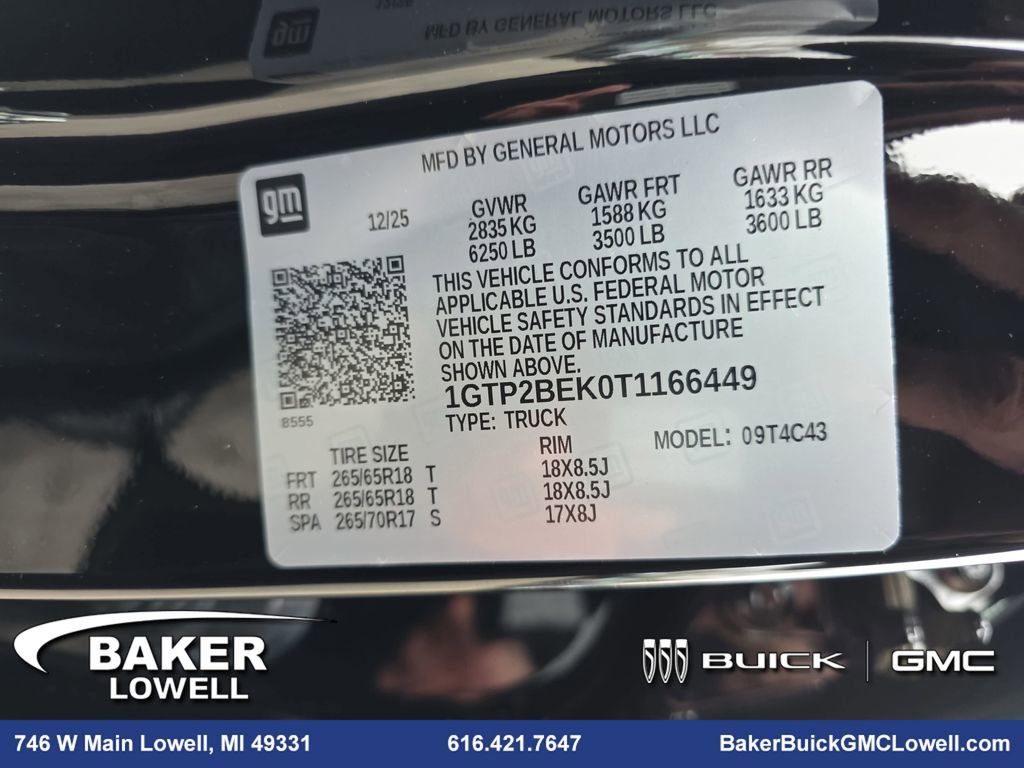 MFD BY GENERAL MOTORS LLC
MFD BY GENERAL MOTORS LLC
gm
12/25
GVWR
2835 KG
6250 LB
GAWR FRT
1588 KG
3500 LB
GAWR RR
1633 KG
3600 LB
THIS VEHICLE CONFORMS TO ALL
APPLICABLE U.S. FEDERAL MOTOR
VEHICLE SAFETY STANDARDS IN EFFECT
ON THE DATE OF MANUFACTURE
SHOWN ABOVE.
1GTP2BEK0T1166449
TYPE: TRUCK
MODEL: 09T4C43
8555
TIRE SIZE RIM
FRT 265/65R18 T 18X8.5J
RR 265/65R18 T 18X8.5J
SPA 265/70R17 S 17X8J
BAKER
LOWELL
BUICK GMC
746 W Main Lowell, MI 49331 616.421.7647 BakerBuickGMCLowell.com